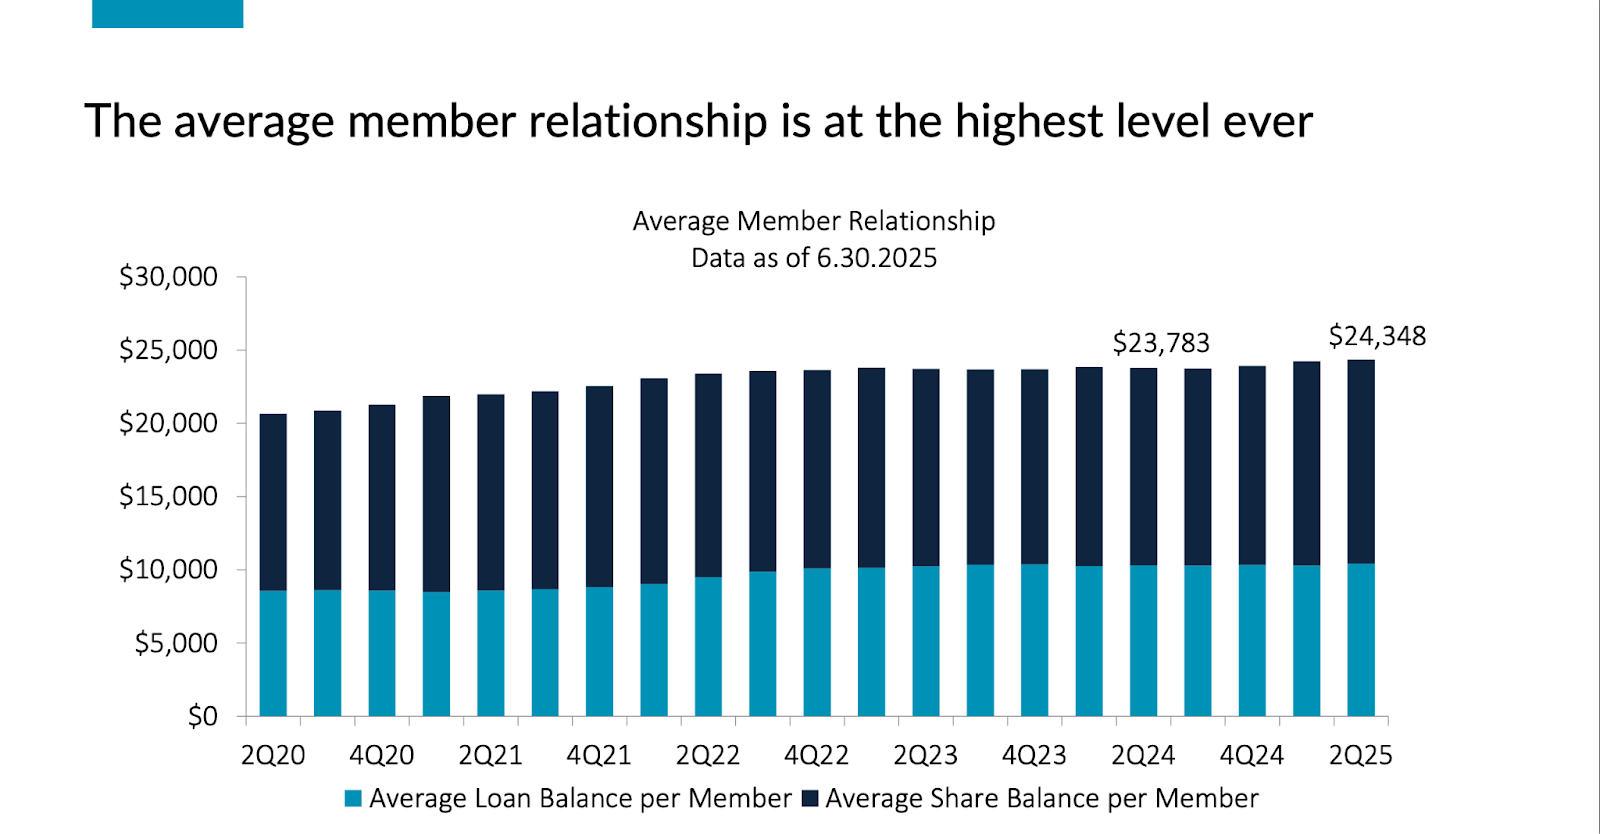 The average member relationship is at the highest level ever
Average Member Relationship
Data as of 6.30.2025
$30,000
$25,000
$20,000
$15,000
$10,000
$5,000
$0
$23,783
$24,348
2Q20 4Q20 2Q21 4Q21 2Q22 4Q22 2Q23 4Q23 2Q24 4Q24 2Q25
Average Loan Balance per Member Average Share Balance per Member